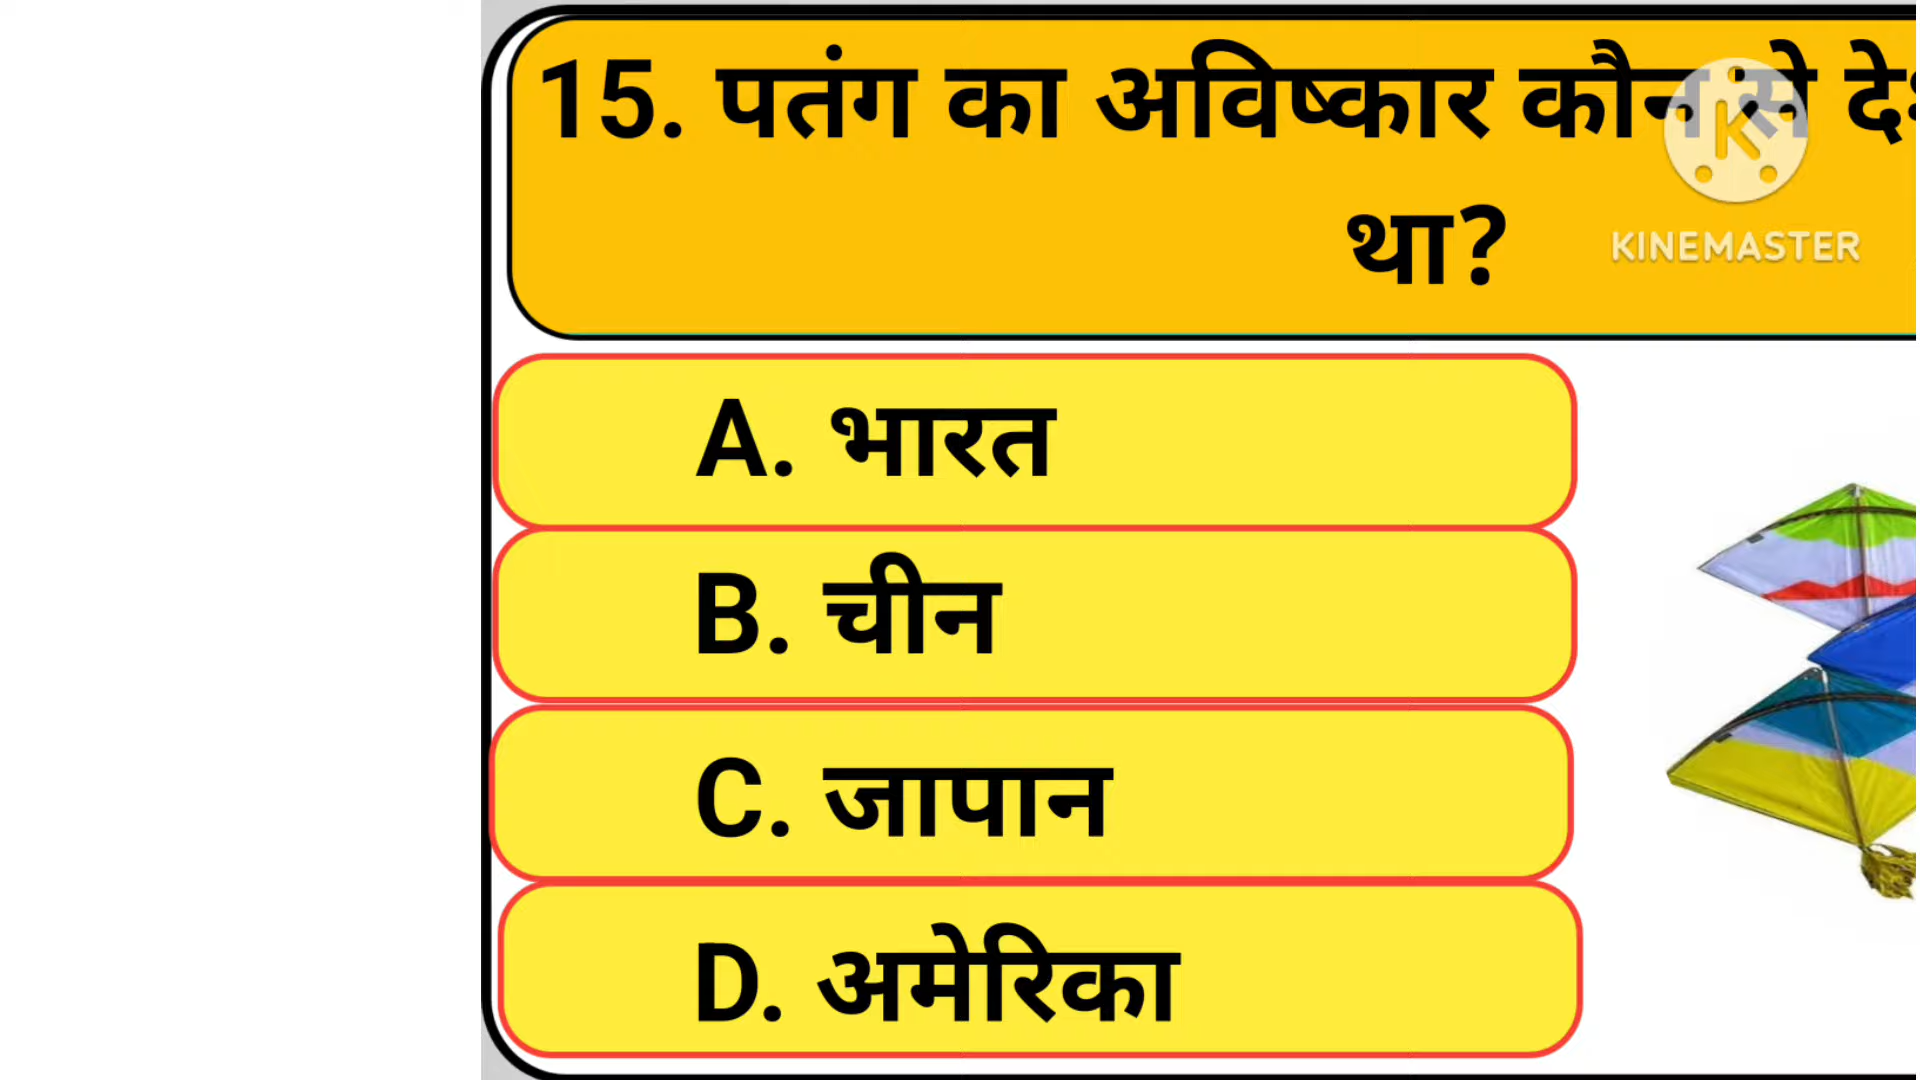 15. पतंग का अविष्कार कौन से
था?
KINEMASTER
A. भारत
B. चीन
C. जापान
D. अमेरिका